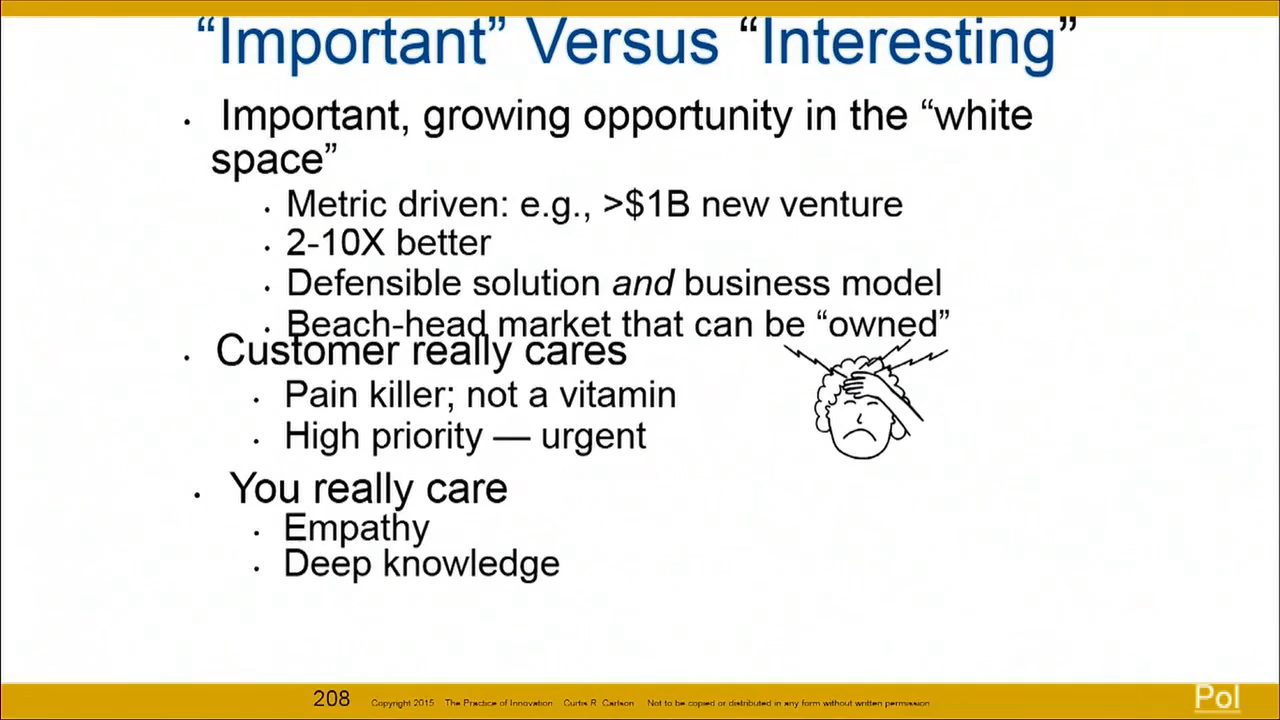 “Important” Versus “Interesting”
• Important, growing opportunity in the “white
space”
• Metric driven: e.g., >$1B new venture
• 2-10X better
• Defensible solution and business model
• Beach-head market that can be “owned”
• Customer really cares
• Pain killer; not a vitamin
• High priority — urgent
• You really care
• Empathy
• Deep knowledge
208 Copyright 2015 The Practice of Innovation Curtis R. Carlson Not to be copied or distributed in any form without written permission
Pol